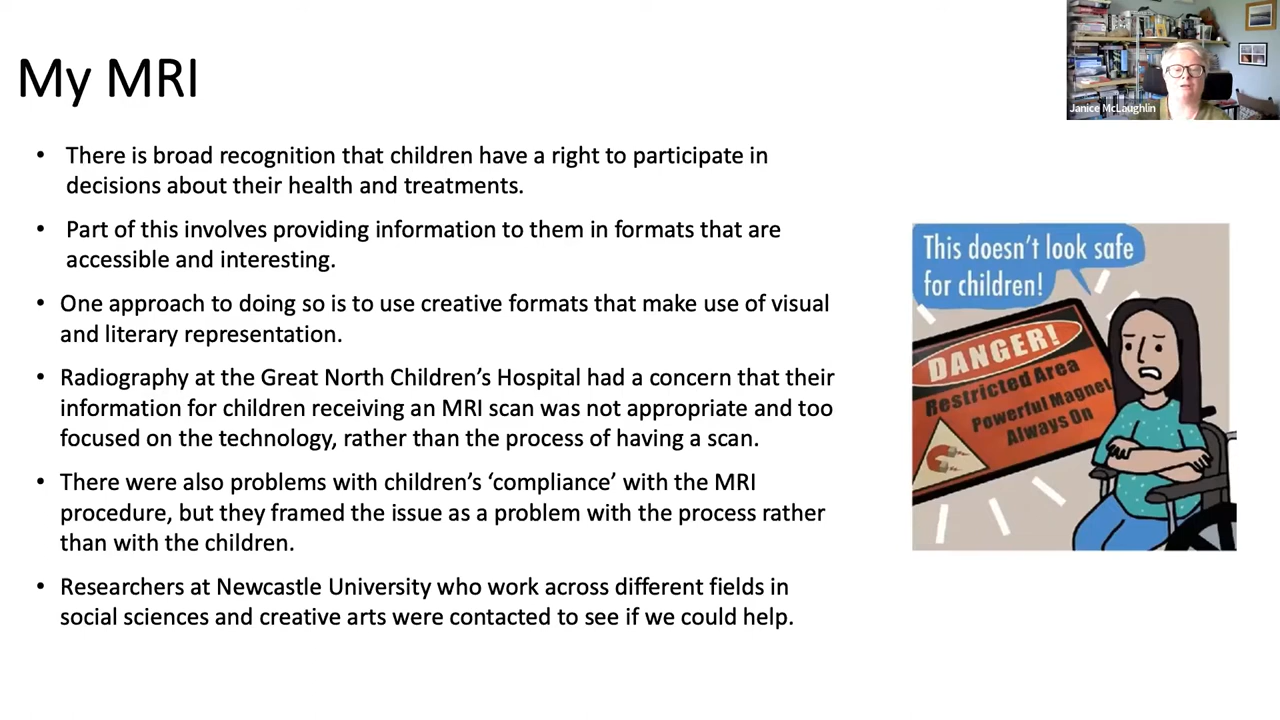 My MRI
Janice McLaughlin
• There is broad recognition that children have a right to participate in
decisions about their health and treatments.
• Part of this involves providing information to them in formats that are
accessible and interesting.
• One approach to doing so is to use creative formats that make use of visual
and literary representation.
• Radiography at the Great North Children’s Hospital had a concern that their
information for children receiving an MRI scan was not appropriate and too
focused on the technology, rather than the process of having a scan.
• There were also problems with children’s ‘compliance’ with the MRI
procedure, but they framed the issue as a problem with the process rather
than with the children.
• Researchers at Newcastle University who work across different fields in
social sciences and creative arts were contacted to see if we could help.
This doesn’t look safe
for children!
DANGER!
Restricted Area
Powerful Magnet
Always On